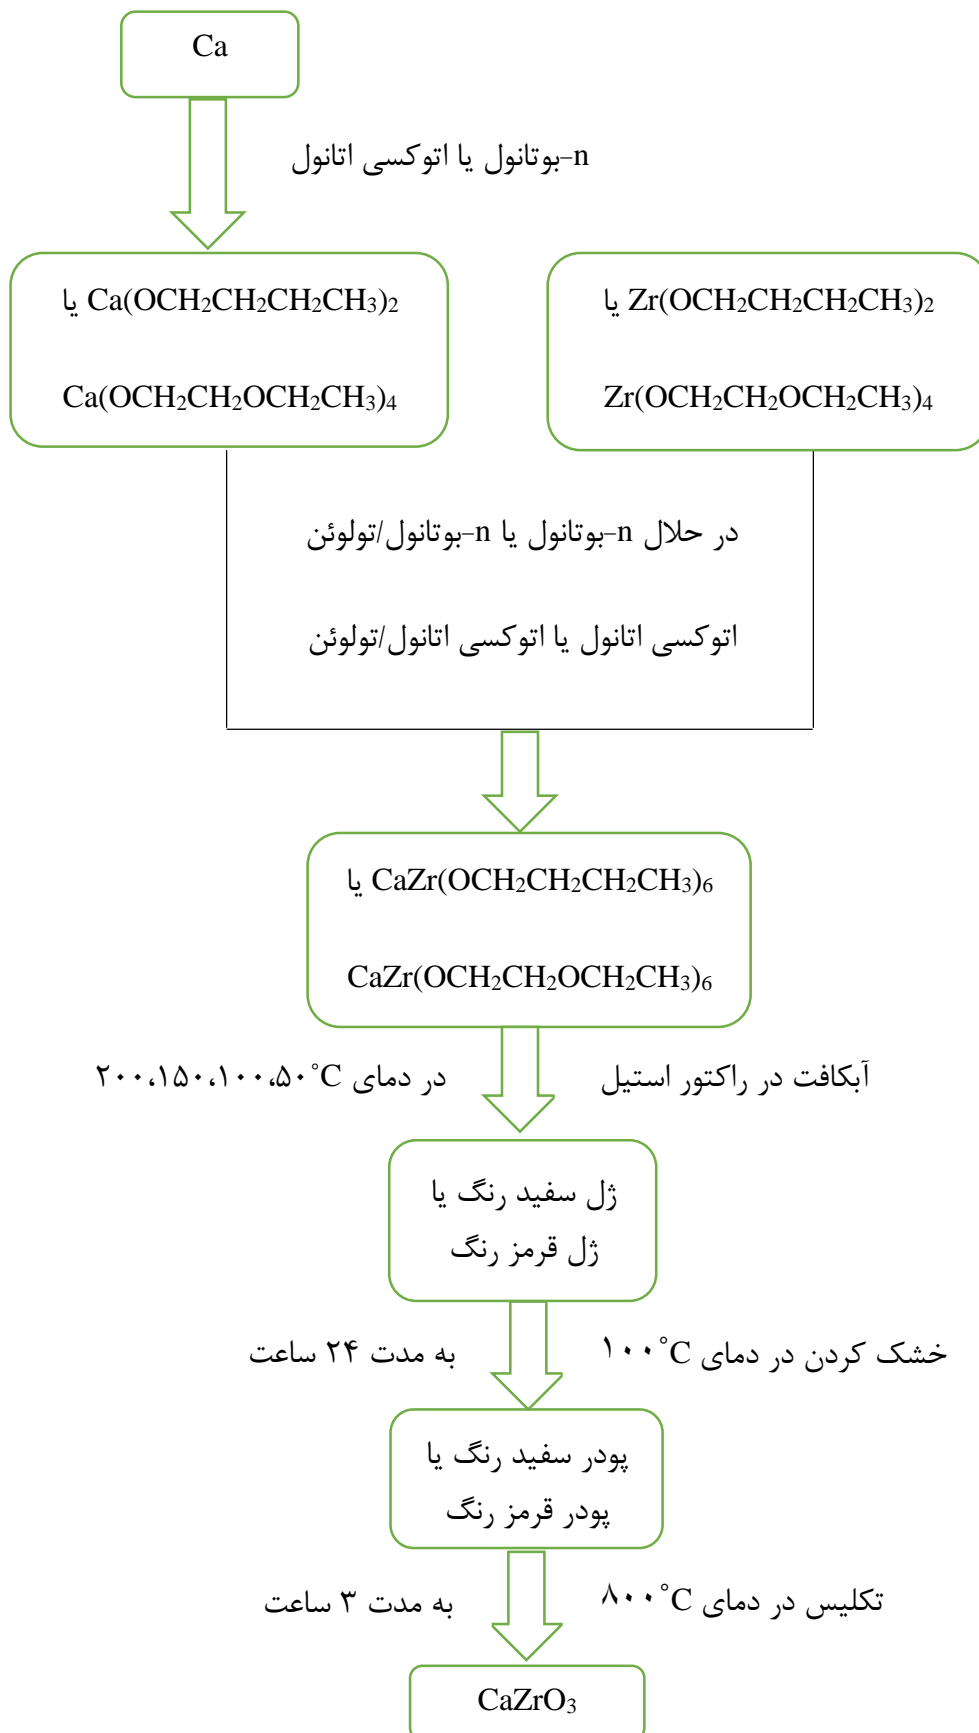 Ca
n-بوتانول یا اتوکسی اتانول
Ca(OCH₂CH₂CH₂CH₃)₂ یا
Ca(OCH₂CH₂OCH₂CH₃)₄
Zr(OCH₂CH₂CH₂CH₃)₂ یا
Zr(OCH₂CH₂OCH₂CH₃)₄
در حلال n-بوتانول یا n-بوتانول/تولوئن
اتوکسی اتانول یا اتوکسی اتانول/تولوئن
CaZr(OCH₂CH₂CH₂CH₃)₆ یا
CaZr(OCH₂CH₂OCH₂CH₃)₆
آبکافت در راکتور استیل
در دمای ۲۰۰،۱۵۰،۱۰۰،۵۰˚C
ژل سفید رنگ یا
ژل قرمز رنگ
خشک کردن در دمای ۱۰۰˚C
به مدت ۲۴ ساعت
پودر سفید رنگ یا
پودر قرمز رنگ
تکلیس در دمای ۸۰۰˚C
به مدت ۳ ساعت
CaZrO₃